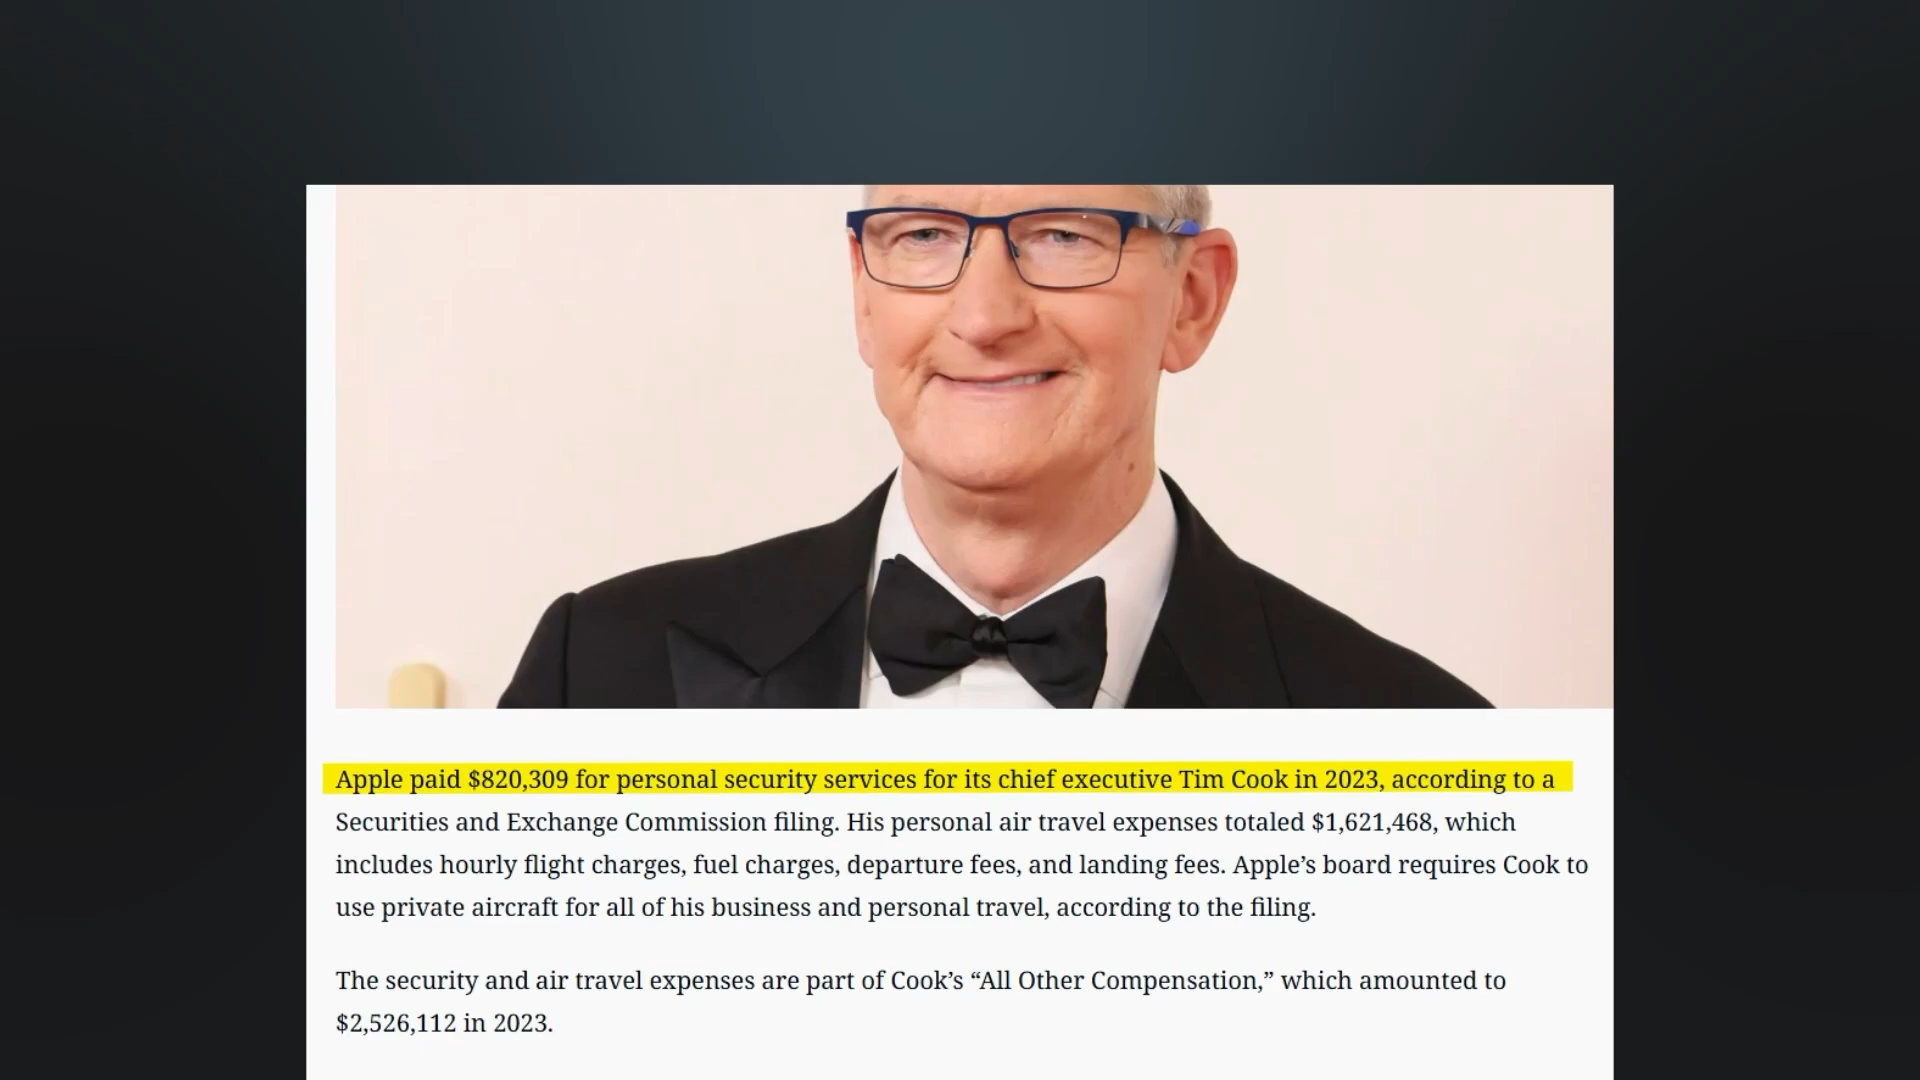 Apple paid $820,309 for personal security services for its chief executive Tim Cook in 2023, according to a
Securities and Exchange Commission filing. His personal air travel expenses totaled $1,621,468, which
includes hourly flight charges, fuel charges, departure fees, and landing fees. Apple’s board requires Cook to
use private aircraft for all of his business and personal travel, according to the filing.
The security and air travel expenses are part of Cook’s “All Other Compensation,” which amounted to
$2,526,112 in 2023.